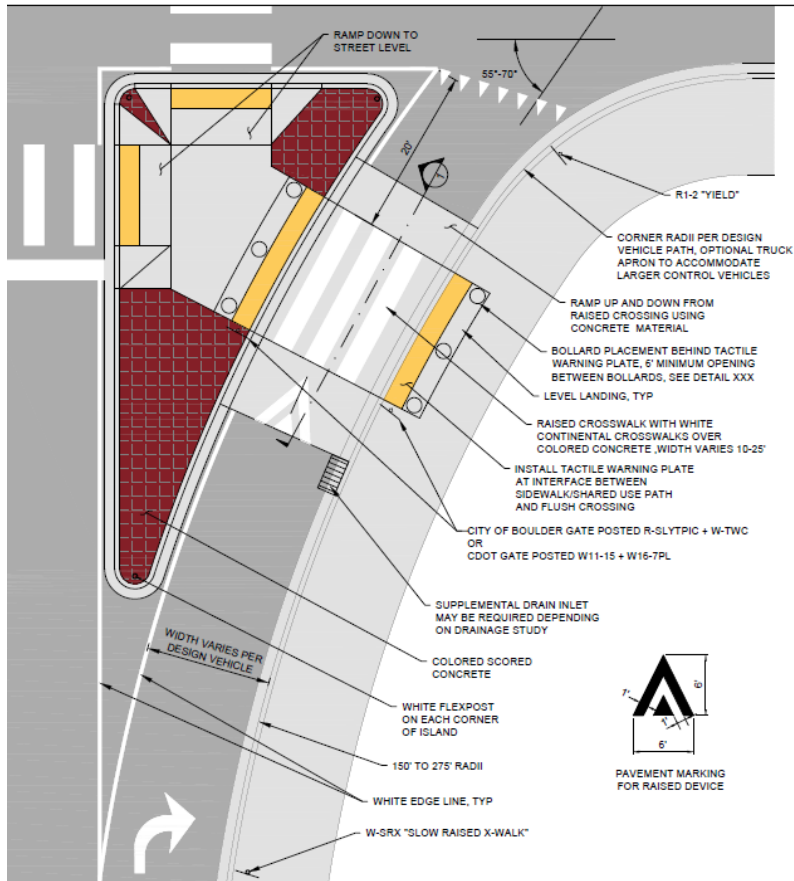 RAMP DOWN TO
STREET LEVEL
55°-70°
20'
1
R1-2 "YIELD"
CORNER RADII PER DESIGN
VEHICLE PATH, OPTIONAL TRUCK
APRON TO ACCOMMODATE
LARGER CONTROL VEHICLES
RAMP UP AND DOWN FROM
RAISED CROSSING USING
CONCRETE MATERIAL
BOLLARD PLACEMENT BEHIND TACTILE
WARNING PLATE, 6' MINIMUM OPENING
BETWEEN BOLLARDS, SEE DETAIL XXX
LEVEL LANDING, TYP
RAISED CROSSWALK WITH WHITE
CONTINENTAL CROSSWALKS OVER
COLORED CONCRETE ,WIDTH VARIES 10-25'
INSTALL TACTILE WARNING PLATE
AT INTERFACE BETWEEN
SIDEWALK/SHARED USE PATH
AND FLUSH CROSSING
CITY OF BOULDER GATE POSTED R-SLYTPIC + W-TWC
OR
CDOT GATE POSTED W11-15 + W16-7PL
SUPPLEMENTAL DRAIN INLET
MAY BE REQUIRED DEPENDING
ON DRAINAGE STUDY
WIDTH VARIES PER
DESIGN VEHICLE
COLORED SCORED
CONCRETE
WHITE FLEXPOST
ON EACH CORNER
OF ISLAND
150' TO 275' RADII
WHITE EDGE LINE, TYP
W-SRX "SLOW RAISED X-WALK"
6'
1'
1'
6'
PAVEMENT MARKING
FOR RAISED DEVICE